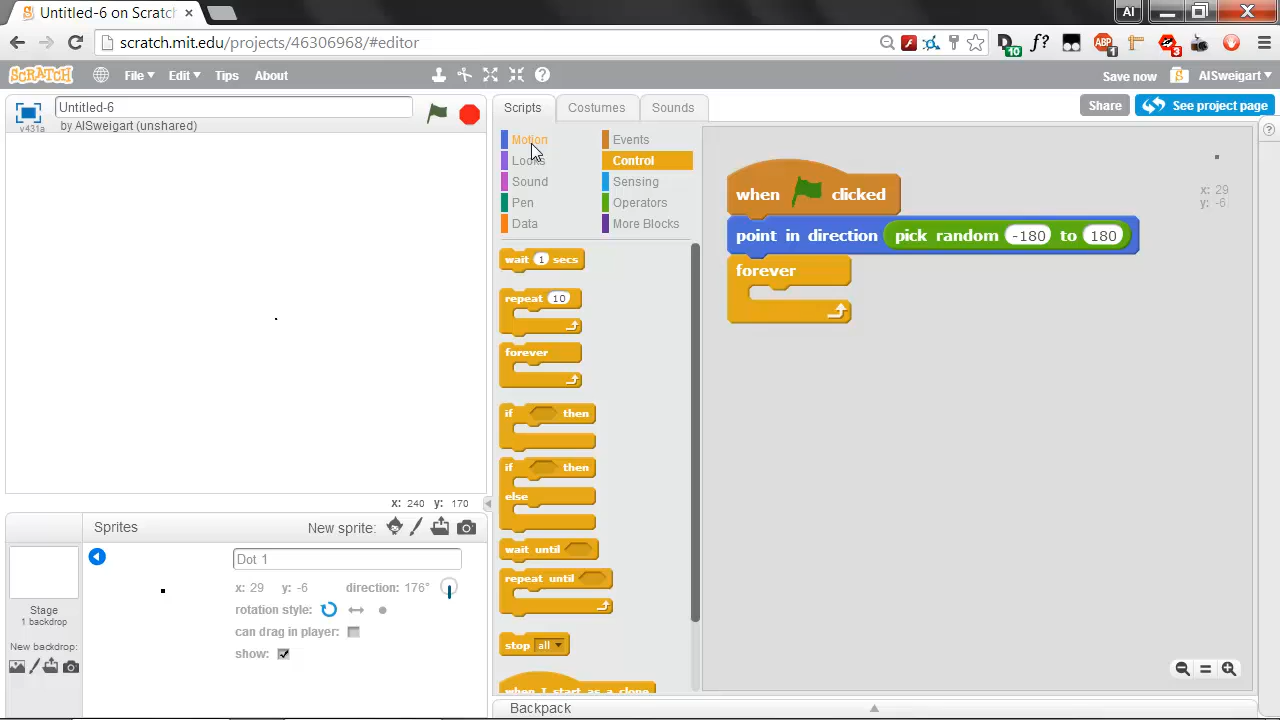 Untitled-6 on Scratch
AI
scratch.mit.edu/projects/46306968/#editor
10
f?
ABP
1
3
SCRATCH
File
Edit
Tips
About
Save now
AlSweigart
v431a
Untitled-6
by AlSweigart (unshared)
Scripts
Costumes
Sounds
Share
See project page
Motion
Events
Looks
Control
Sound
Sensing
Pen
Operators
Data
More Blocks
wait 1 secs
repeat 10
forever
if then
if then
else
wait until
repeat until
stop all
when I start as a clone
when clicked
point in direction pick random -180 to 180
forever
x: 29
y: -6
x: 240 y: 170
Sprites
New sprite:
Dot 1
x: 29 y: -6 direction: 176°
rotation style:
can drag in player:
show:
Stage
1 backdrop
New backdrop:
Backpack